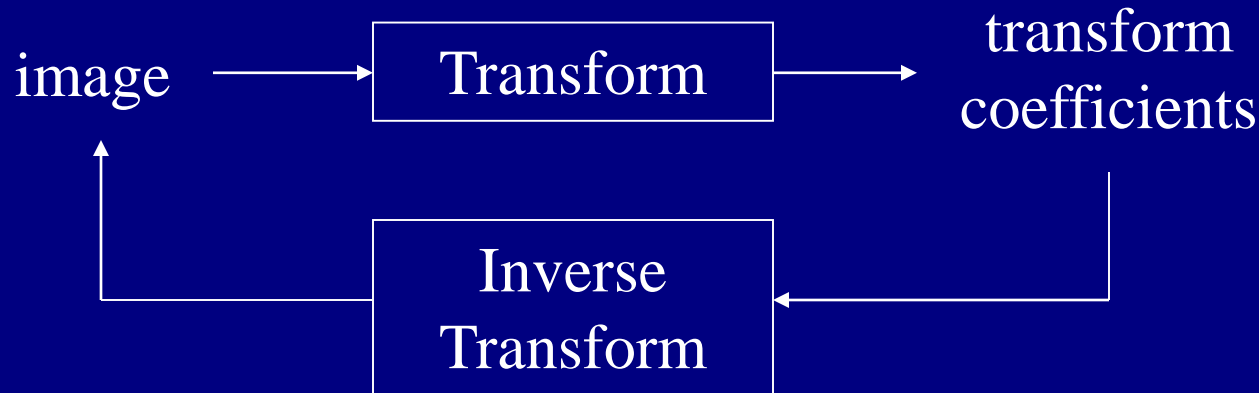 image
Transform
transform
coefficients
Inverse
Transform